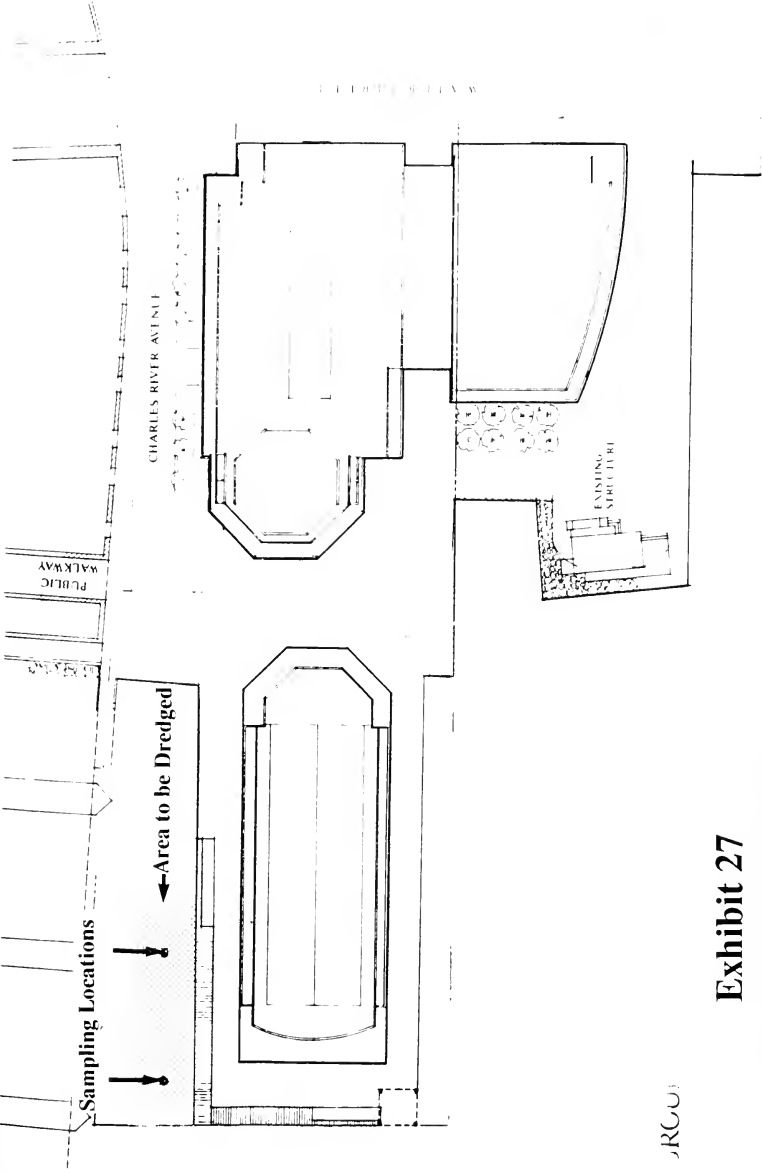 CHARLES RIVER AVENUE
PUBLIC
WALKWAY
Sampling Locations
Area to be Dredged
EXISTING
STRUCTURE
Exhibit 27